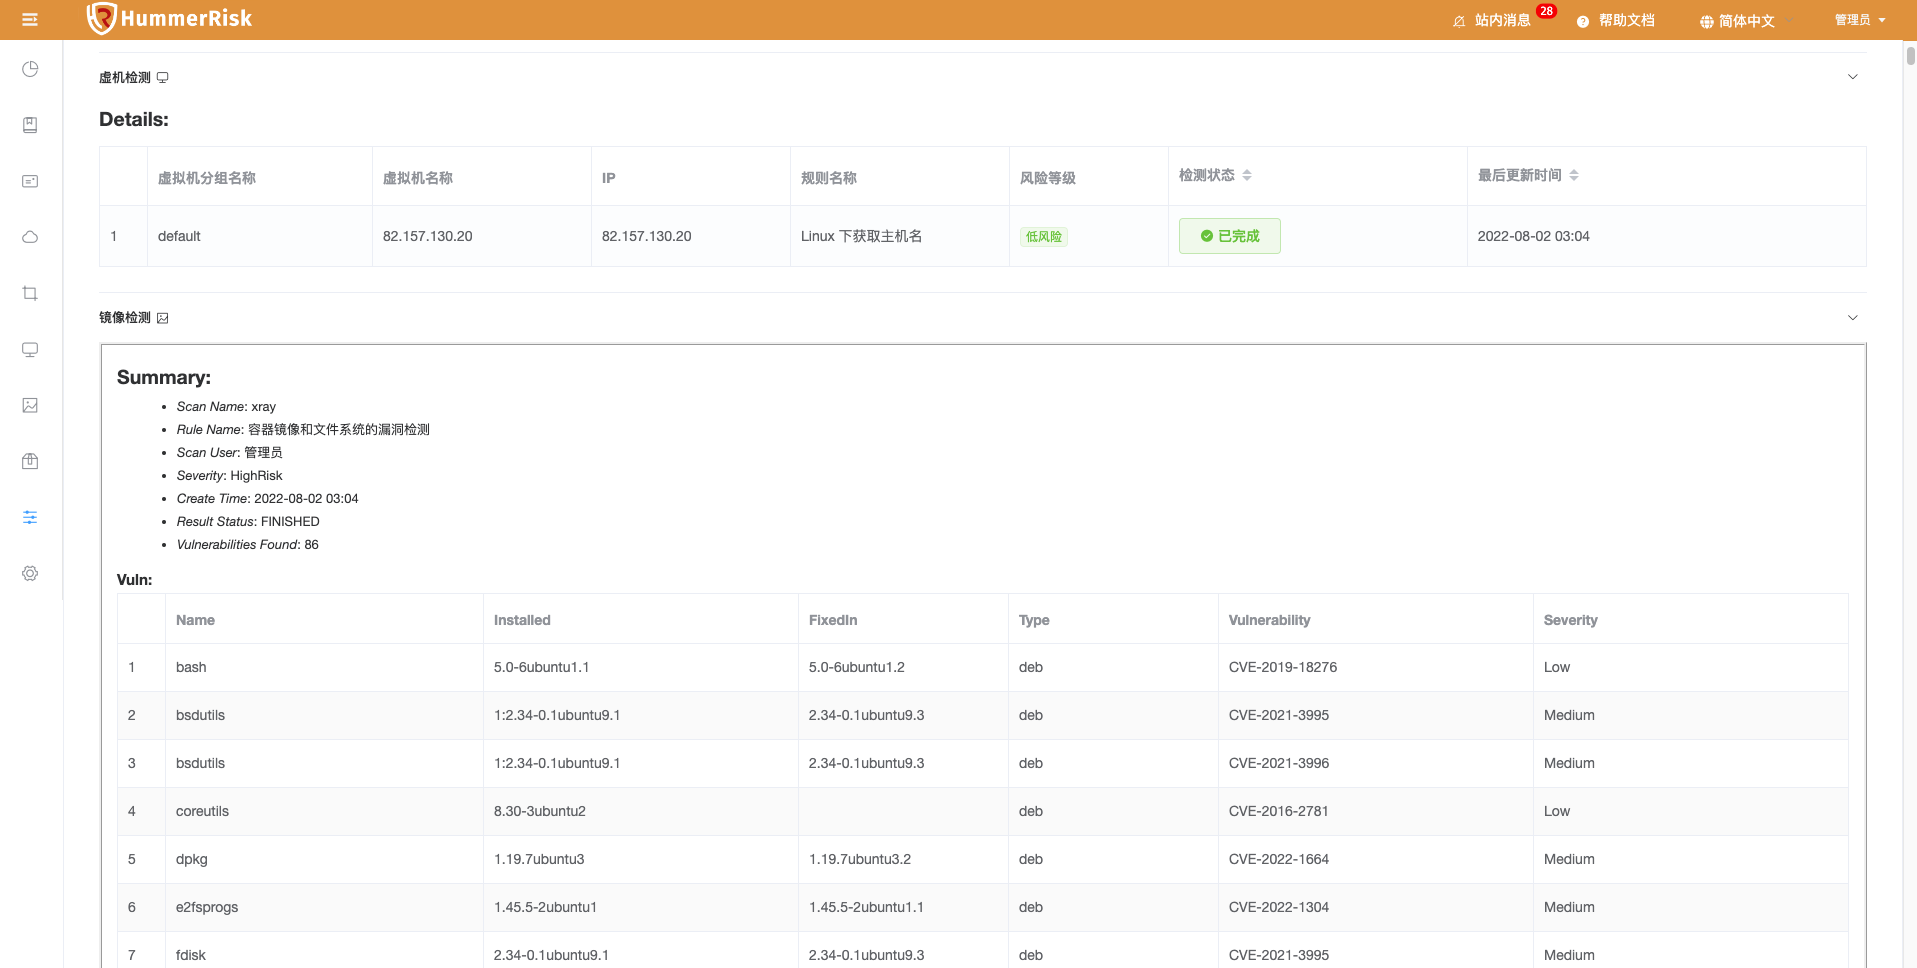 HummerRisk
站内消息 28 帮助文档 简体中文 管理员
虚机检测
Details:
虚拟机分组名称 虚拟机名称 IP 规则名称 风险等级 检测状态 最后更新时间
1 default 82.157.130.20 82.157.130.20 Linux 下获取主机名 低风险 已完成 2022-08-02 03:04
镜像检测
Summary:
Scan Name: xray
Rule Name: 容器镜像和文件系统的漏洞检测
Scan User: 管理员
Severity: HighRisk
Create Time: 2022-08-02 03:04
Result Status: FINISHED
Vulnerabilities Found: 86
Vuln:
Name Installed FixedIn Type Vulnerability Severity
1 bash 5.0-6ubuntu1.1 5.0-6ubuntu1.2 deb CVE-2019-18276 Low
2 bsdutils 1:2.34-0.1ubuntu9.1 2.34-0.1ubuntu9.3 deb CVE-2021-3995 Medium
3 bsdutils 1:2.34-0.1ubuntu9.1 2.34-0.1ubuntu9.3 deb CVE-2021-3996 Medium
4 coreutils 8.30-3ubuntu2 deb CVE-2016-2781 Low
5 dpkg 1.19.7ubuntu3 1.19.7ubuntu3.2 deb CVE-2022-1664 Medium
6 e2fsprogs 1.45.5-2ubuntu1 1.45.5-2ubuntu1.1 deb CVE-2022-1304 Medium
7 fdisk 2.34-0.1ubuntu9.1 2.34-0.1ubuntu9.3 deb CVE-2021-3995 Medium